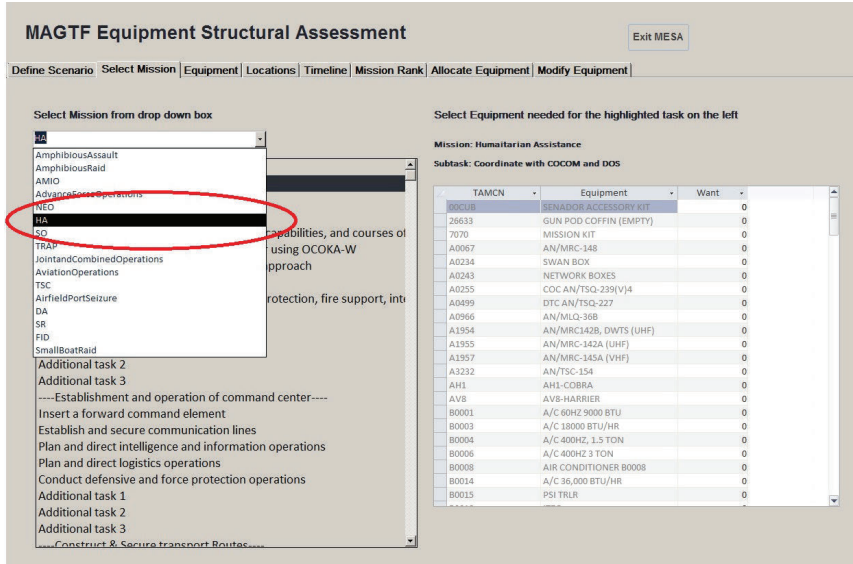 MAGTF Equipment Structural Assessment
Exit MESA
Define Scenario Select Mission Equipment Locations Timeline Mission Rank Allocate Equipment Modify Equipment
Select Mission from drop down box
HA
AmphibiousAssault
AmphibiousRaid
AMIO
AdvanceForceOperations
NEO
HA
SO
TRAP
JointandCombinedOperations
AviationOperations
TSC
AirfieldPortSeizure
DA
SR
FID
SmallBoatRaid
capabilities, and courses of
using OCOKA-W
approach
rotection, fire support, inte
Additional task 2
Additional task 3
----Establishment and operation of command center----
Insert a forward command element
Establish and secure communication lines
Plan and direct intelligence and information operations
Plan and direct logistics operations
Conduct defensive and force protection operations
Additional task 1
Additional task 2
Additional task 3
----Construct & Secure transport Routes----
Select Equipment needed for the highlighted task on the left
Mission: Humaitarian Assistance
Subtask: Coordinate with COCOM and DOS
TAMCN Equipment Want
00CUB SENADOR ACCESSORY KIT 0
26633 GUN POD COFFIN (EMPTY) 0
7070 MISSION KIT 0
A0067 AN/MRC-148 0
A0234 SWAN BOX 0
A0243 NETWORK BOXES 0
A0255 COC AN/TSQ-239(V)4 0
A0499 DTC AN/TSQ-227 0
A0966 AN/MLQ-36B 0
A1954 AN/MRC142B, DWTS (UHF) 0
A1955 AN/MRC-142A (UHF) 0
A1957 AN/MRC-145A (VHF) 0
A3232 AN/TSC-154 0
AH1 AH1-COBRA 0
AV8 AV8-HARRIER 0
B0001 A/C 60HZ 9000 BTU 0
B0003 A/C 18000 BTU/HR 0
B0004 A/C 400HZ, 1.5 TON 0
B0006 A/C 400HZ 3 TON 0
B0008 AIR CONDITIONER B0008 0
B0014 A/C 36,000 BTU/HR 0
B0015 PSI TRLR 0